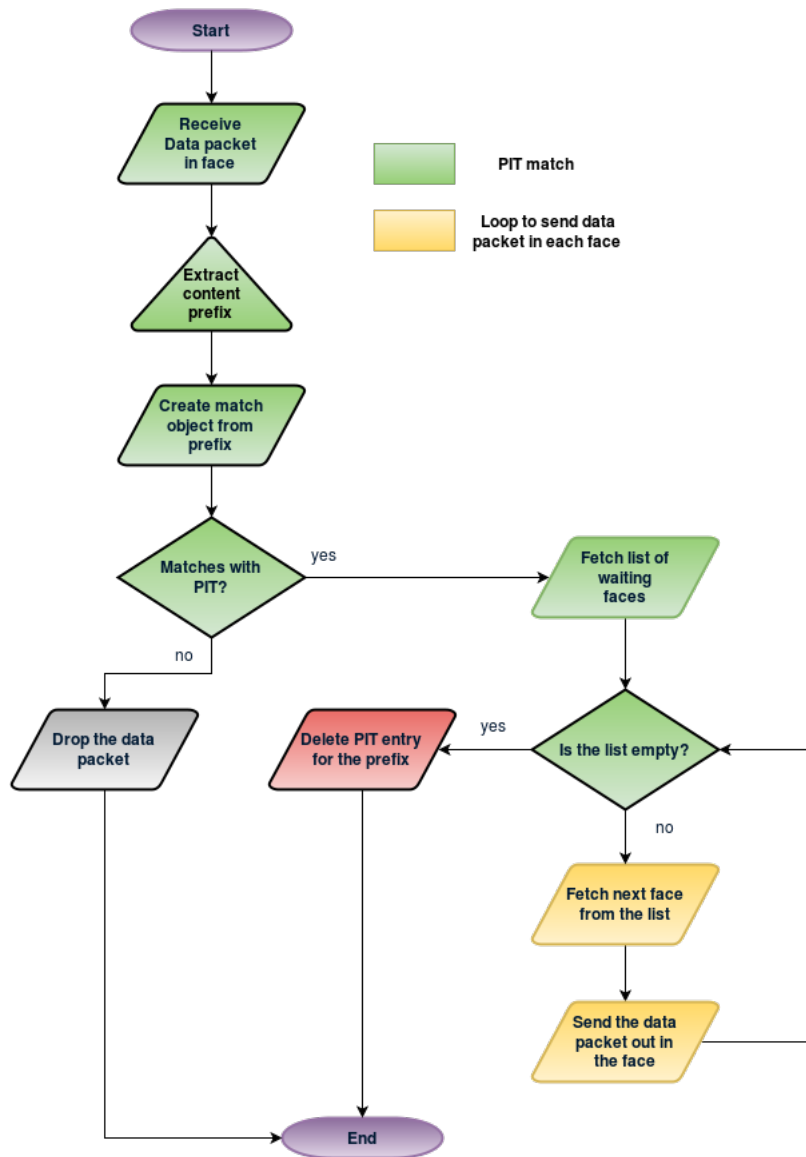 Start
Receive
Data packet
in face
PIT match
Loop to send data
packet in each face
Extract
content
prefix
Create match
object from
prefix
Matches with
PIT?
yes
Fetch list of
waiting
faces
no
Drop the data
packet
Delete PIT entry
for the prefix
yes
Is the list empty?
no
Fetch next face
from the list
Send the data
packet out in
the face
End